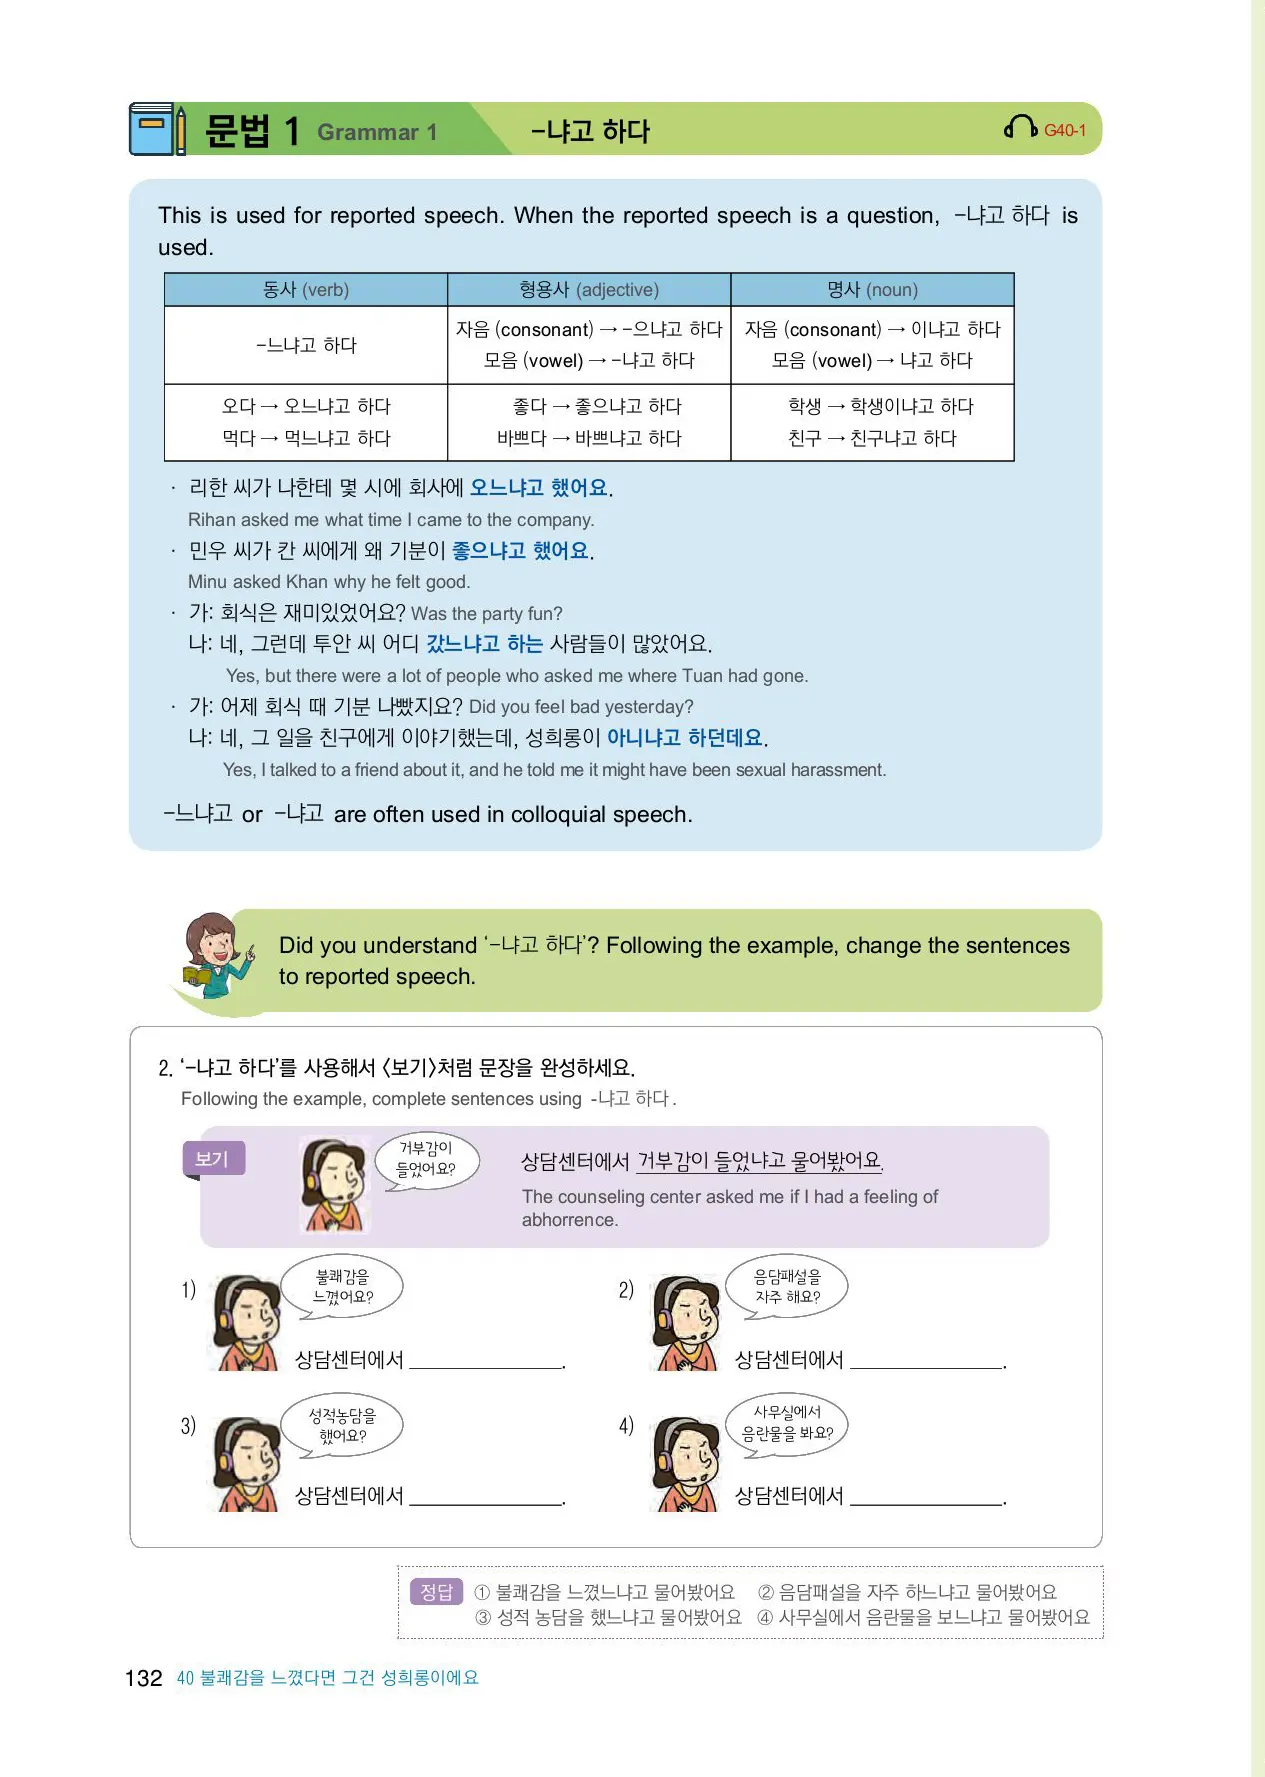 문법 1 Grammar 1 -냐고 하다 G40-1
This is used for reported speech. When the reported speech is a question, -냐고 하다 is
used.
동사 (verb) 형용사 (adjective) 명사 (noun)
-느냐고 하다
자음 (consonant) → -으냐고 하다
모음 (vowel) → -냐고 하다
자음 (consonant) → 이냐고 하다
모음 (vowel) → 냐고 하다
오다 → 오느냐고 하다
먹다 → 먹느냐고 하다
좋다 → 좋으냐고 하다
바쁘다 → 바쁘냐고 하다
학생 → 학생이냐고 하다
친구 → 친구냐고 하다
· 리한 씨가 나한테 몇 시에 회사에 오느냐고 했어요.
Rihan asked me what time I came to the company.
· 민우 씨가 칸 씨에게 왜 기분이 좋으냐고 했어요.
Minu asked Khan why he felt good.
· 가: 회식은 재미있었어요? Was the party fun?
나: 네, 그런데 투안 씨 어디 갔느냐고 하는 사람들이 많았어요.
Yes, but there were a lot of people who asked me where Tuan had gone.
· 가: 어제 회식 때 기분 나빴지요? Did you feel bad yesterday?
나: 네, 그 일을 친구에게 이야기했는데, 성희롱이 아니냐고 하던데요.
Yes, I talked to a friend about it, and he told me it might have been sexual harassment.
-느냐고 or -냐고 are often used in colloquial speech.
Did you understand ‘-냐고 하다’? Following the example, change the sentences
to reported speech.
2. ‘-냐고 하다’를 사용해서 <보기>처럼 문장을 완성하세요.
Following the example, complete sentences using -냐고 하다.
보기
거부감이
들었어요?
상담센터에서 거부감이 들었냐고 물어봤어요.
The counseling center asked me if I had a feeling of
abhorrence.
1)
불쾌감을
느꼈어요?
상담센터에서 ______________.
2)
음담패설을
자주 해요?
상담센터에서 ______________.
3)
성적농담을
했어요?
상담센터에서 ______________.
4)
사무실에서
음란물을 봐요?
상담센터에서 ______________.
정답 ① 불쾌감을 느꼈느냐고 물어봤어요 ② 음담패설을 자주 하느냐고 물어봤어요
③ 성적 농담을 했느냐고 물어봤어요 ④ 사무실에서 음란물을 보느냐고 물어봤어요
132 40 불쾌감을 느꼈다면 그건 성희롱이에요